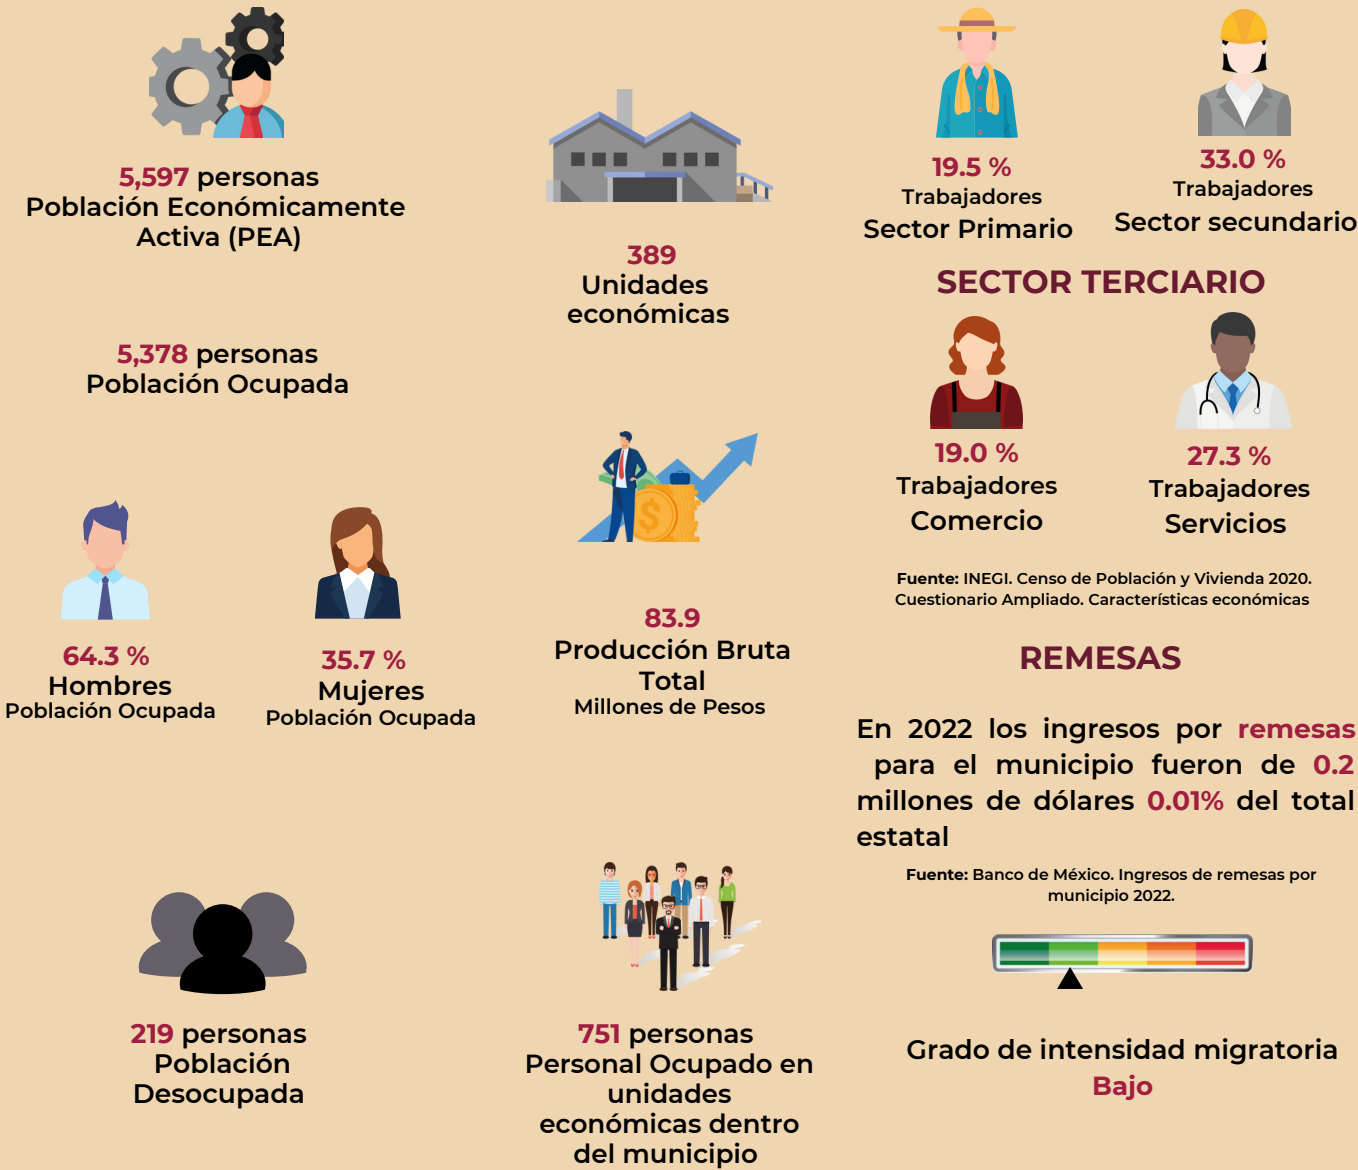 5,597 personas
Población Económicamente
Activa (PEA)
5,378 personas
Población Ocupada
64.3 %
Hombres
Población Ocupada
35.7 %
Mujeres
Población Ocupada
219 personas
Población
Desocupada
389
Unidades
económicas
83.9
Producción Bruta
Total
Millones de Pesos
751 personas
Personal Ocupado en
unidades
económicas dentro
del municipio
19.5 %
Trabajadores
Sector Primario
33.0 %
Trabajadores
Sector secundario
SECTOR TERCIARIO
19.0 %
Trabajadores
Comercio
27.3 %
Trabajadores
Servicios
Fuente: INEGI. Censo de Población y Vivienda 2020.
Cuestionario Ampliado. Características económicas
REMESAS
En 2022 los ingresos por remesas
para el municipio fueron de 0.2
millones de dólares 0.01% del total
estatal
Fuente: Banco de México. Ingresos de remesas por
municipio 2022.
Grado de intensidad migratoria
Bajo